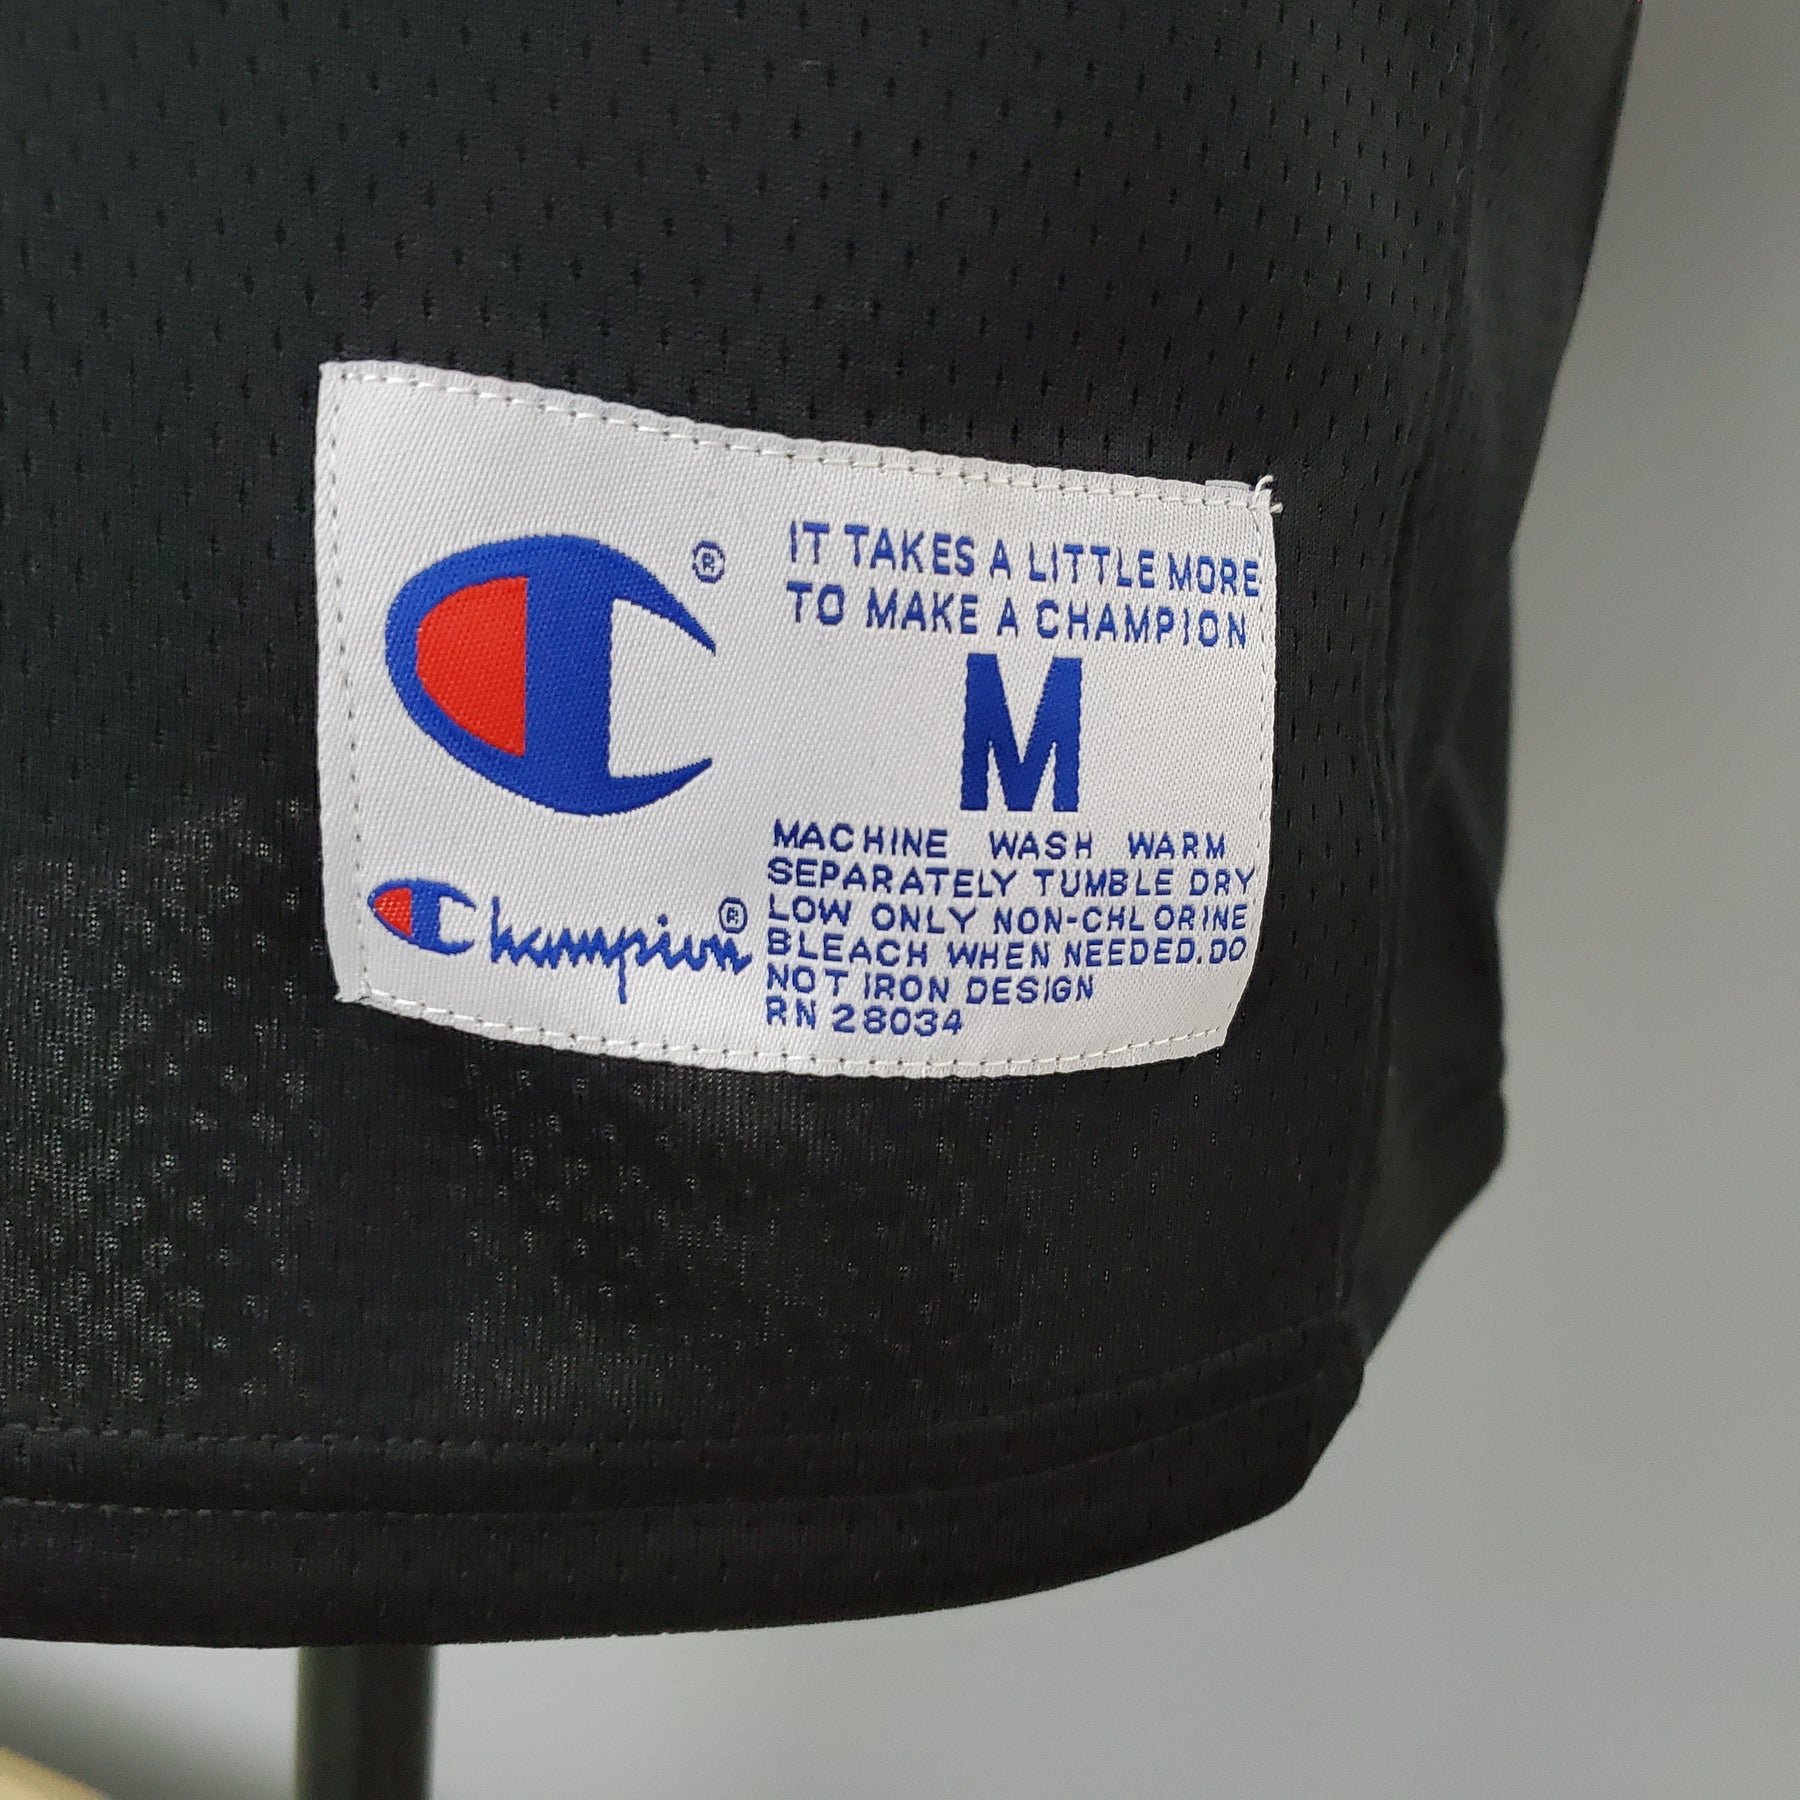 ®
IT TAKES A LITTLE MORE
TO MAKE A CHAMPION
M
Champion®
MACHINE WASH WARM
SEPARATELY TUMBLE DRY
LOW ONLY NON-CHLORINE
BLEACH WHEN NEEDED. DO
NOT IRON DESIGN
RN 28034